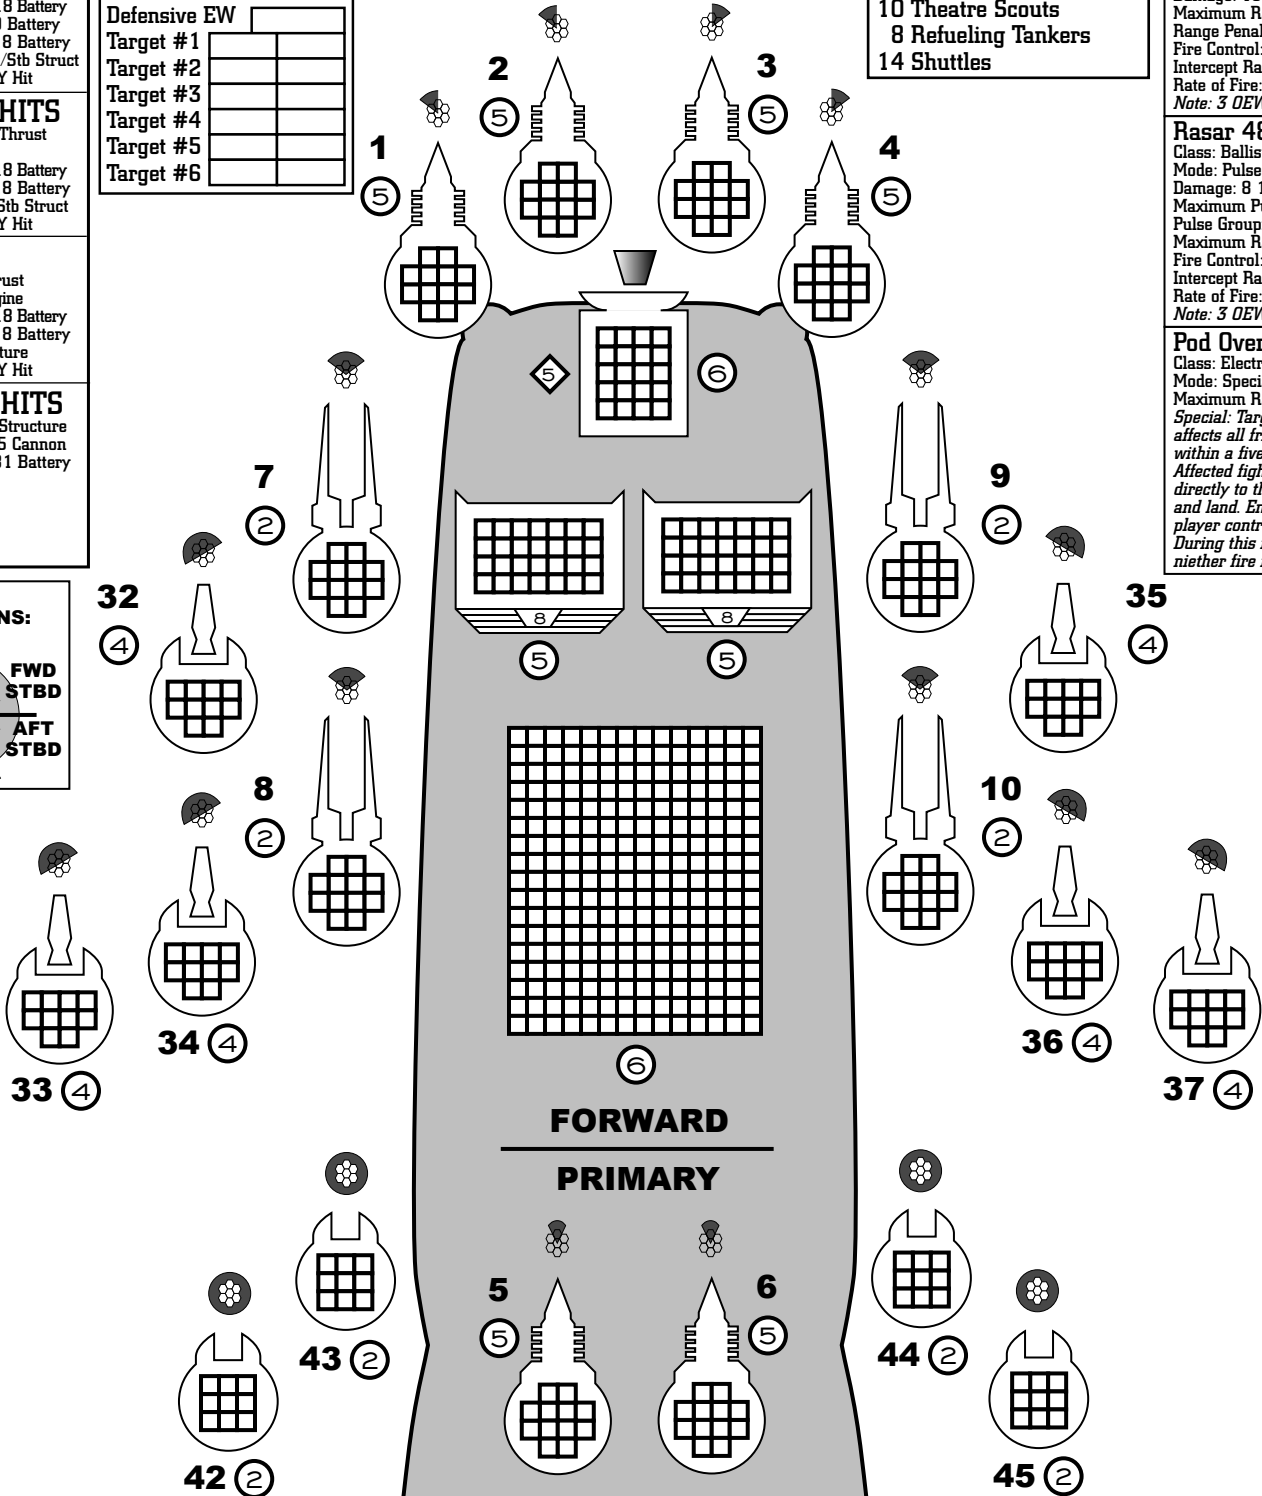 8 Battery
Battery
8 Battery
/Stb Struct
Hit
HITS
Thrust
8 Battery
8 Battery
Stb Struct
Hit
8 Battery
8 Battery
Hit
HITS
Structure
5 Cannon
Battery
NS:
FWD
STBD
AFT
STBD
Defensive EW
Target #1
Target #2
Target #3
Target #4
Target #5
Target #6
10 Theatre Scouts
8 Refueling Tankers
14 Shuttles
Maximum R
Range Penal
Fire Control:
Intercept Ra
Rate of Fire:
Note: 3 OEW
Rasar 48
Class: Ballis
Mode: Pulse
Damage: 8 1
Maximum Pu
Pulse Group
Maximum R
Fire Control:
Intercept Ra
Rate of Fire:
Note: 3 OEW
Pod Over
Class: Electr
Mode: Speci
Maximum R
Special: Targ
affects all fr
within a five
Affected figh
directly to th
and land. En
player contr
During this
niether fire
2
5
3
5
1
5
4
5
5
6
7
2
9
2
8
5
8
5
32
4
35
4
8
2
10
2
34 4
36 4
33 4
37 4
6
FORWARD
PRIMARY
5
5
6
5
43 2
44 2
42 2
45 2